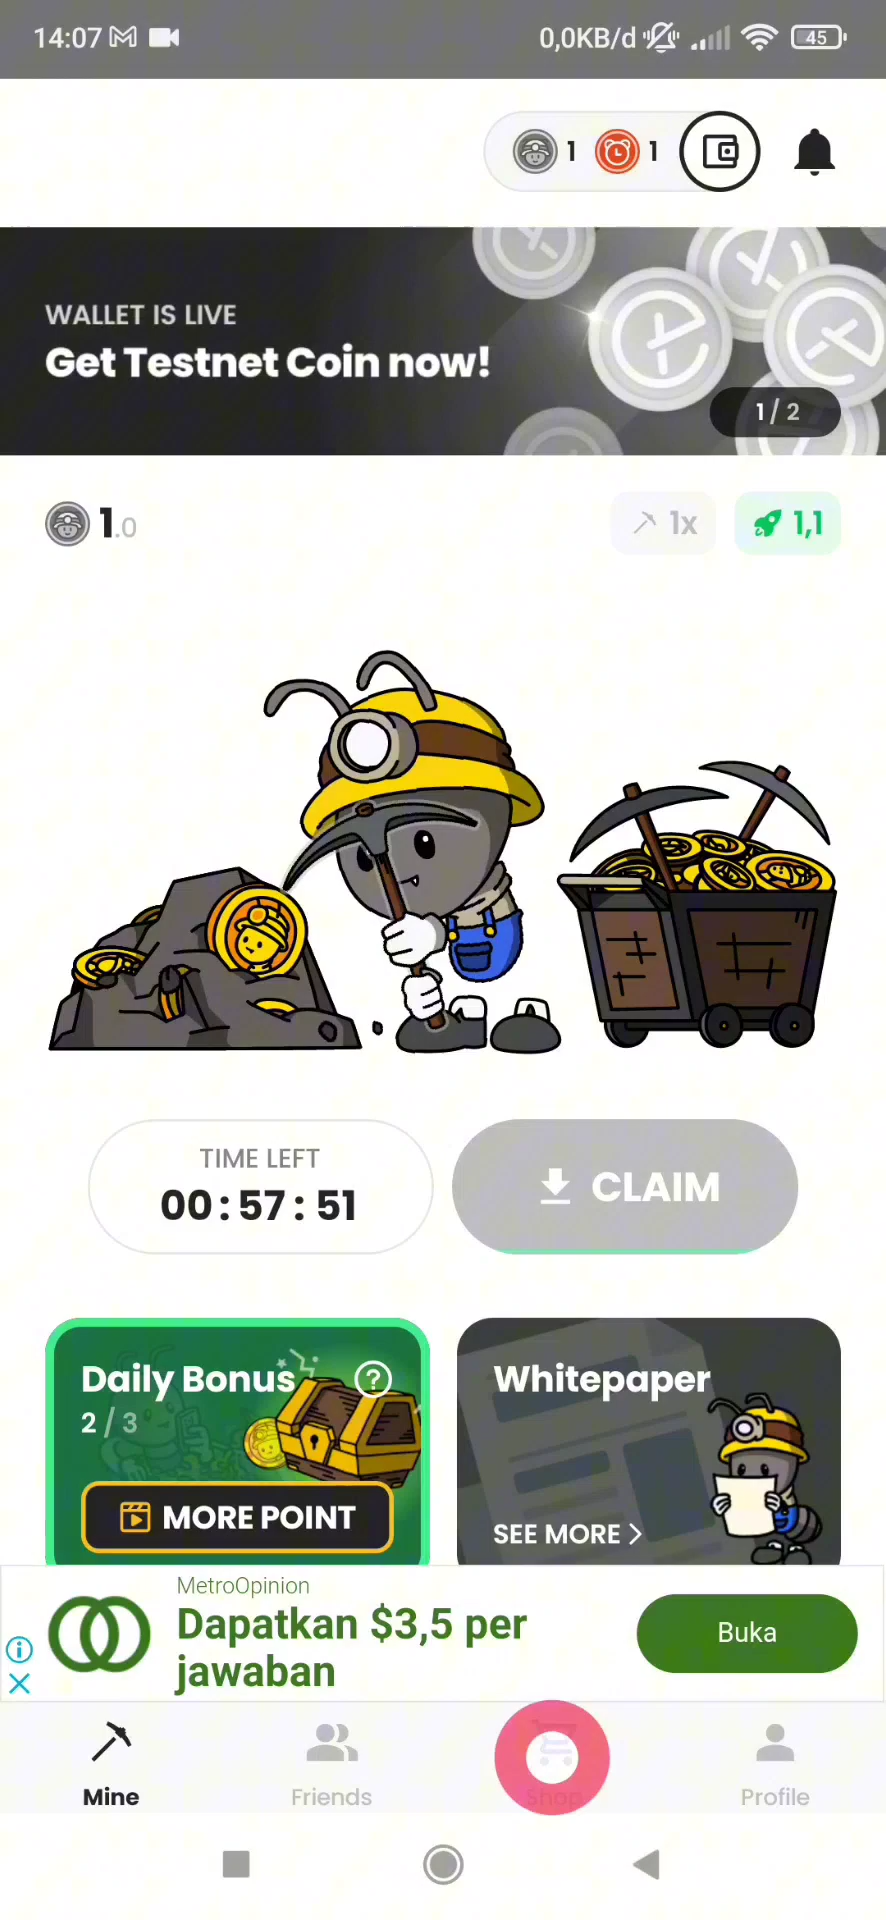 14:07
0,0KB/d
45
1
1
WALLET IS LIVE
Get Testnet Coin now!
1 / 2
1.0
1x
1,1
TIME LEFT
00 : 57 : 51
CLAIM
Daily Bonus
?
2 / 3
MORE POINT
Whitepaper
SEE MORE
MetroOpinion
Dapatkan $3,5 per
jawaban
Buka
Mine
Friends
Shop
Profile